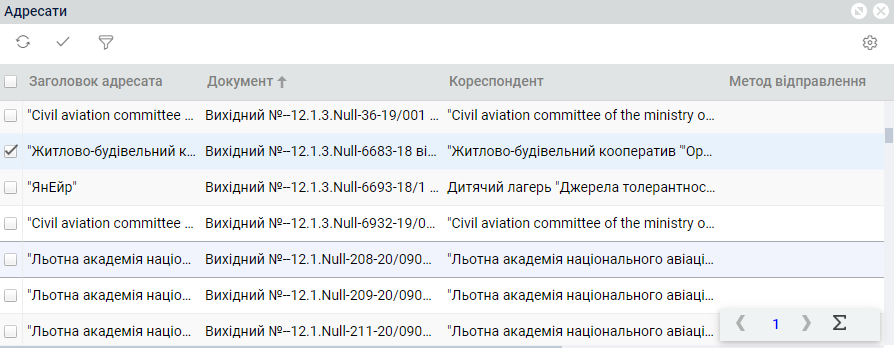 Адресати
Заголовок адресата Документ Кореспондент Метод відправлення
"Civil aviation committee ... Вихідний №--12.1.3.Null-36-19/001 ... "Civil aviation committee of the ministry o...
"Житлово-будівельний к... Вихідний №--12.1.3.Null-6683-18 ві... "Житлово-будівельний кооператив "'Ор...
"ЯнЕйр" Вихідний №--12.1.3.Null-6693-18/1 ... Дитячий лагерь "Джерела толерантнос...
"Civil aviation committee ... Вихідний №--12.1.3.Null-6932-19/0... "Civil aviation committee of the ministry o...
"Льотна академія націо... Вихідний №--12.1.Null-208-20/090... "Льотна академія національного авіаці...
"Льотна академія націо... Вихідний №--12.1.Null-209-20/090... "Льотна академія національного авіаці...
"Льотна академія націо... Вихідний №--12.1.Null-211-20/090... "Льотна академія національного авіаці...
1 Σ